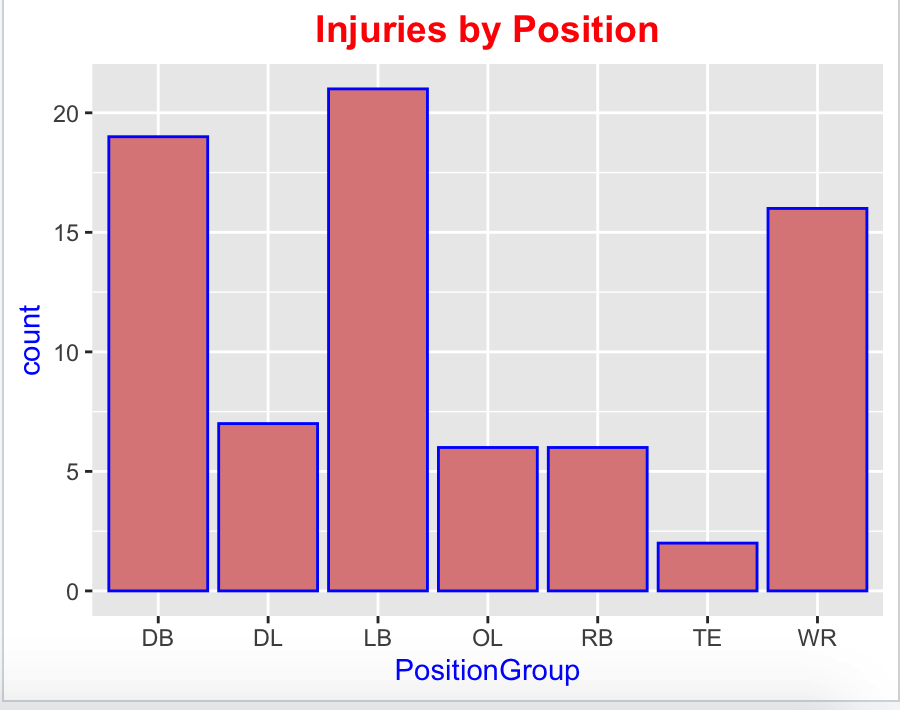 Injuries by Position
20
15
10
5
0
count
DB DL LB OL RB TE WR
PositionGroup